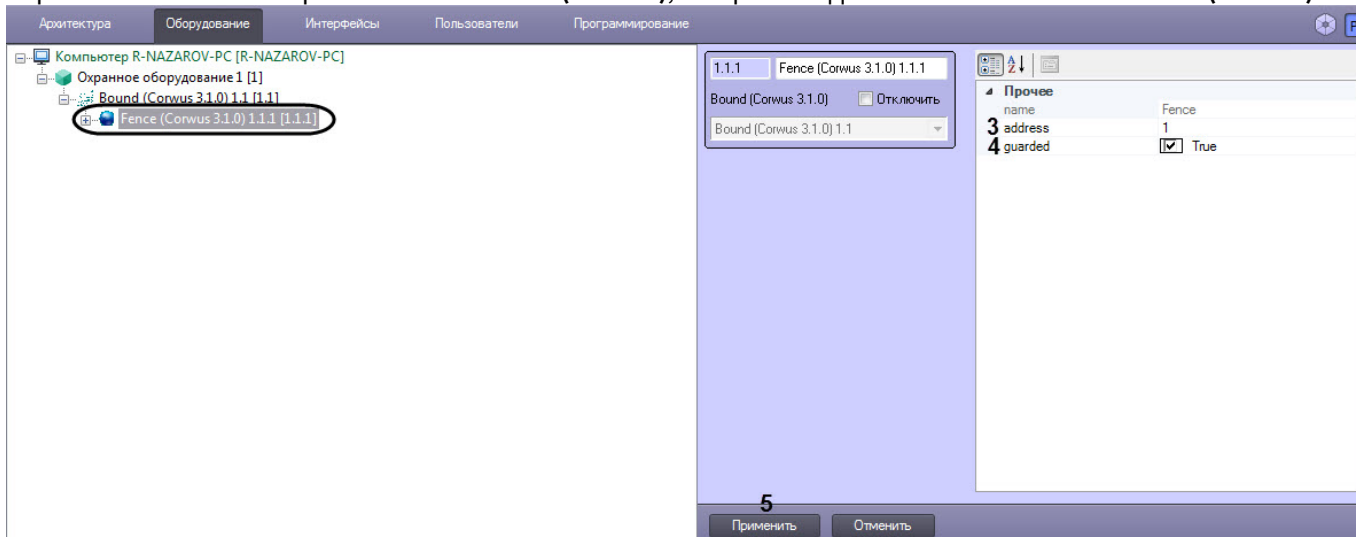 Архитектура Оборудование Интерфейсы Пользователи Программирование
Компьютер R-NAZAROV-PC [R-NAZAROV-PC]
Охранное оборудование 1 [1]
Bound (Corwus 3.1.0) 1.1 [1.1]
Fence (Corwus 3.1.0) 1.1.1 [1.1.1]
1.1.1 Fence (Corwus 3.1.0) 1.1.1
Bound (Corwus 3.1.0) Отключить
Bound (Corwus 3.1.0) 1.1
Прочее
name Fence
3 address 1
4 guarded True
5
Применить Отменить